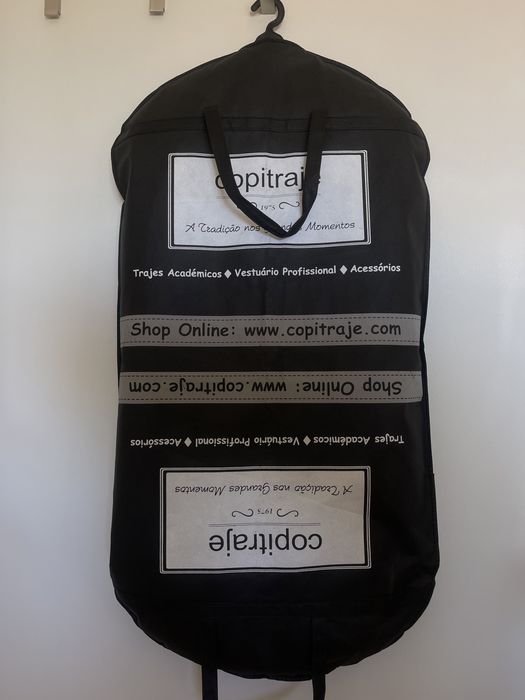 copitraje
1975
A Tradição nos Grandes Momentos
Trajes Académicos ♦ Vestuário Profissional ♦ Acessórios
Shop Online: www.copitraje.com
Shop Online: www.copitraje.com
Trajes Académicos ♦ Vestuário Profissional ♦ Acessórios
A Tradição nos Grandes Momentos
1975
copitraje